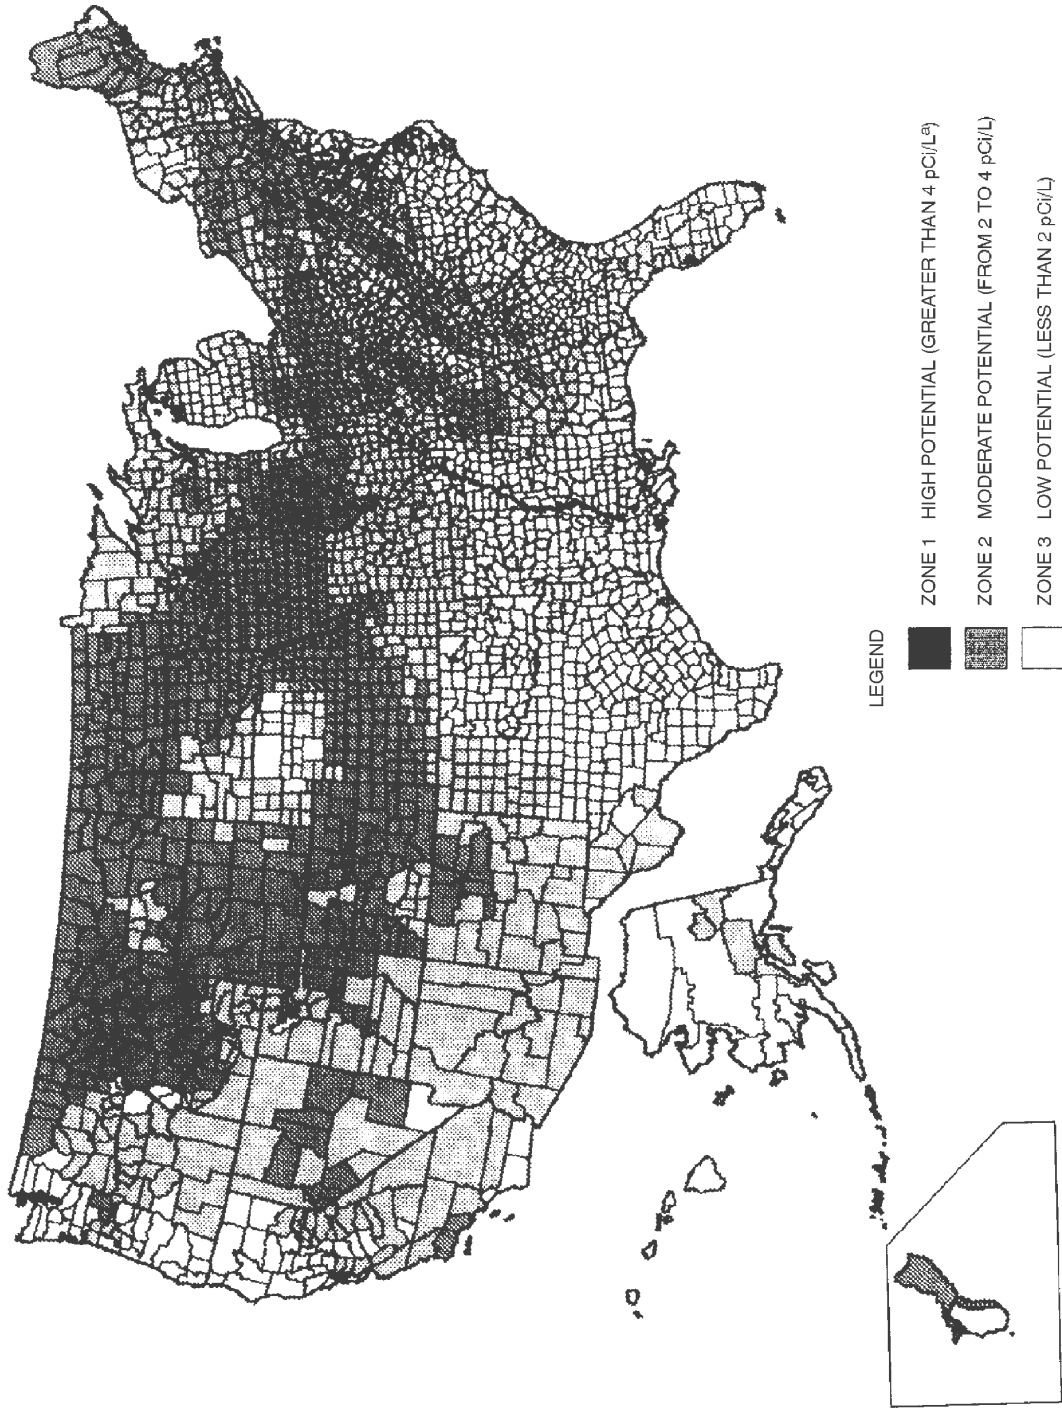 LEGEND
ZONE 1 HIGH POTENTIAL (GREATER THAN 4 pCi/Lª)
ZONE 2 MODERATE POTENTIAL (FROM 2 TO 4 pCi/L)
ZONE 3 LOW POTENTIAL (LESS THAN 2 pCi/L)